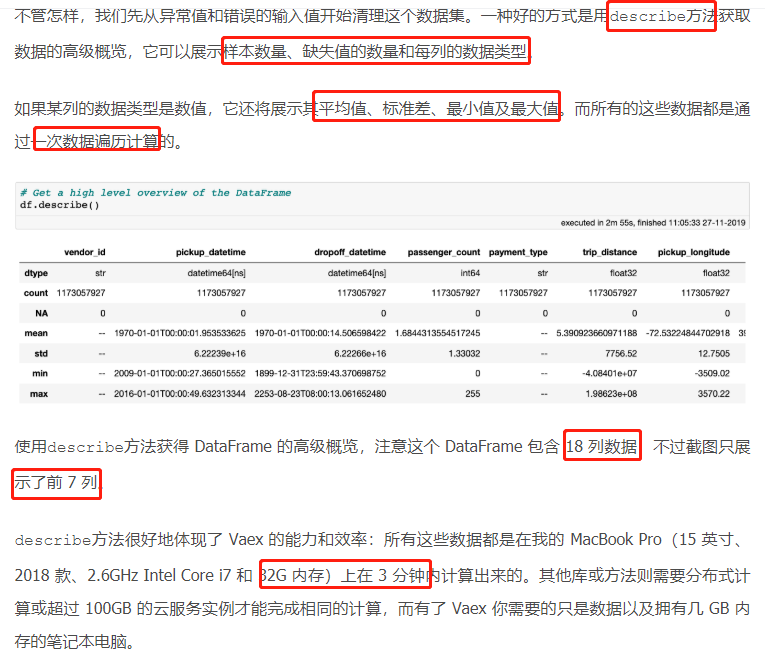 不管怎样，我们先从异常值和错误的输入值开始清理这个数据集。一种好的方式是用describe方法获取
数据的高级概览，它可以展示样本数量、缺失值的数量和每列的数据类型
如果某列的数据类型是数值，它还将展示其平均值、标准差、最小值及最大值。而所有的这些数据都是通
过一次数据遍历计算的。
# Get a high level overview of the DataFrame
df.describe()
executed in 2m 55s, finished 11:05:33 27-11-2019
vendor_id pickup_datetime dropoff_datetime passenger_count payment_type trip_distance pickup_longitude
dtype str datetime64[ns] datetime64[ns] int64 str float32 float32
count 1173057927 1173057927 1173057927 1173057927 1173057927 1173057927 1173057927
NA 0 0 0 0 0 0 0
mean -- 1970-01-01T00:00:01.953533625 1970-01-01T00:00:14.506598422 1.6844313554517245 -- 5.390923660971188 -72.53224844702918
std -- 6.22239e+16 6.22266e+16 1.33032 -- 7756.52 12.7505
min -- 2009-01-01T00:00:27.365015552 1899-12-31T23:59:43.370698752 0 -- -4.08401e+07 -3509.02
max -- 2016-01-01T00:00:49.632313344 2253-08-23T08:00:13.061652480 255 -- 1.98623e+08 3570.22
使用describe方法获得 DataFrame 的高级概览，注意这个 DataFrame 包含 18 列数据 不过截图只展
示了前 7 列
describe方法很好地体现了 Vaex 的能力和效率：所有这些数据都是在我的 MacBook Pro（15 英寸、
2018 款、2.6GHz Intel Core i7 和 32G 内存）上在 3 分钟内计算出来的。其他库或方法则需要分布式计
算或超过 100GB 的云服务实例才能完成相同的计算，而有了 Vaex 你需要的只是数据以及拥有几 GB 内
存的笔记本电脑。